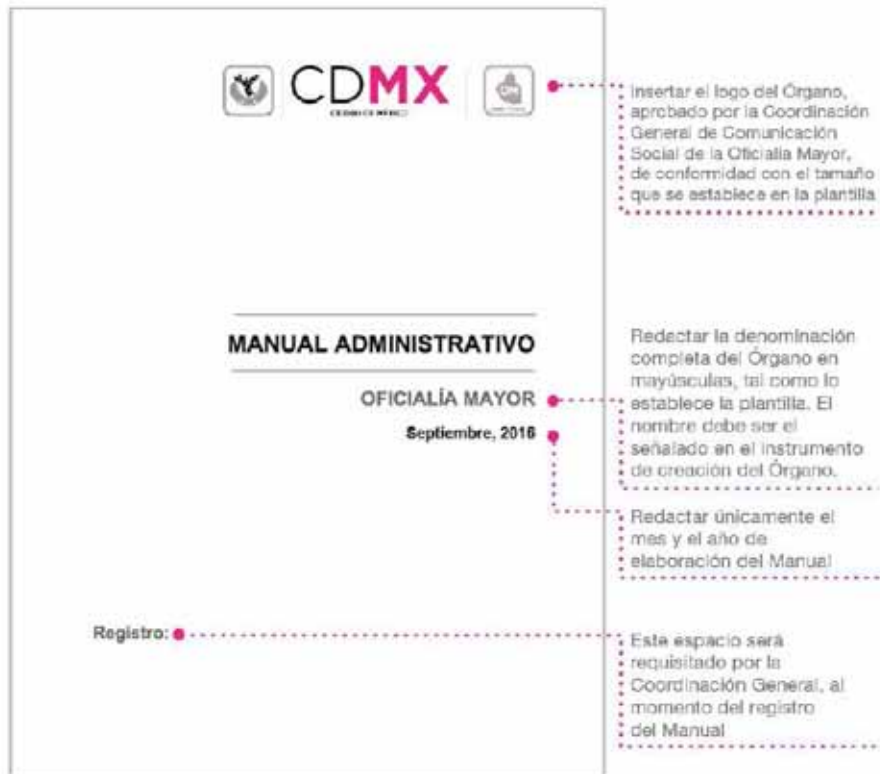 CDMX
CIUDAD DE MÉXICO
Insertar el logo del Órgano,
aprobado por la Coordinación
General de Comunicación
Social de la Oficialía Mayor,
de conformidad con el tamaño
que se establece en la plantilla
MANUAL ADMINISTRATIVO
OFICIALÍA MAYOR
Septiembre, 2016
Redactar la denominación
completa del Órgano en
mayúsculas, tal como lo
establece la plantilla. El
nombre debe ser el
señalado en el instrumento
de creación del Órgano.
Redactar únicamente el
mes y el año de
elaboración del Manual
Registro:
Este espacio será
requisitado por la
Coordinación General, al
momento del registro
del Manual